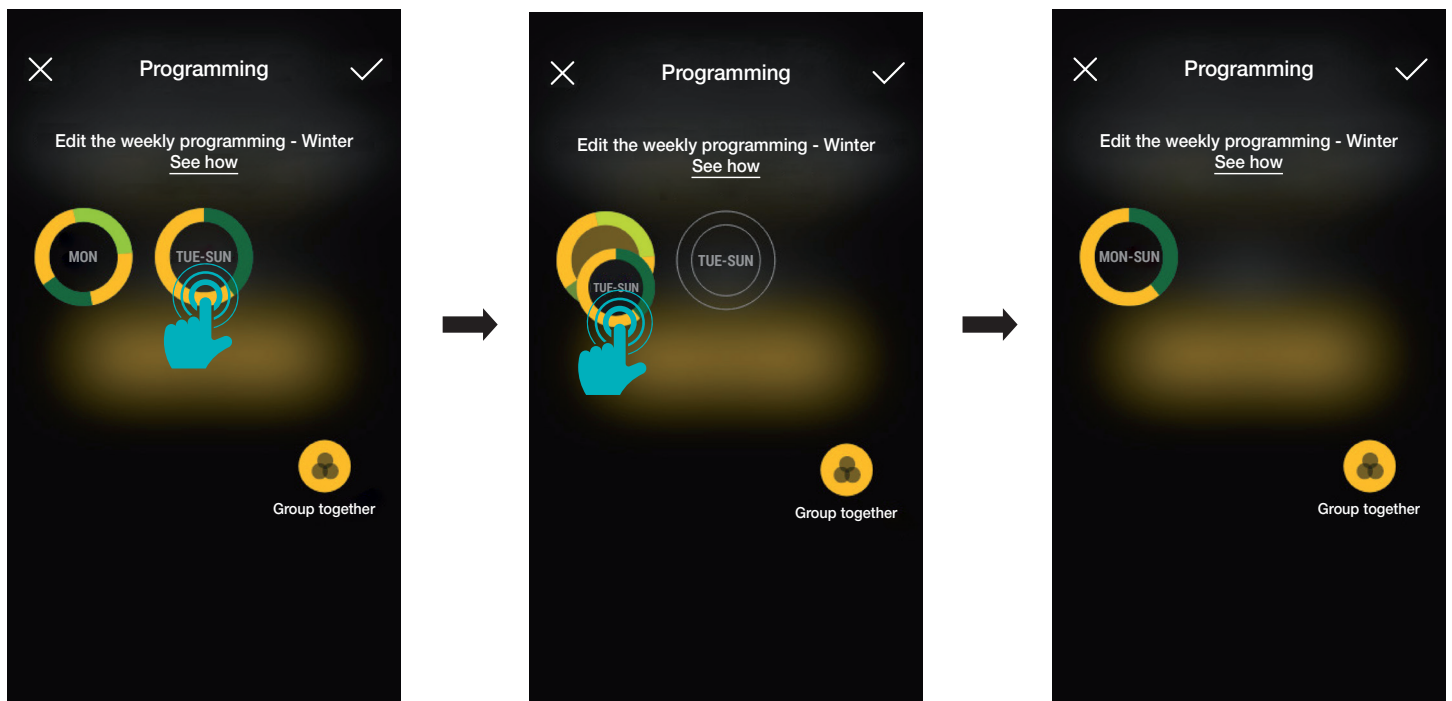 Programming
Edit the weekly programming - Winter
See how
MON
TUE-SUN
Group together
Programming
Edit the weekly programming - Winter
See how
TUE-SUN
TUE-SUN
Group together
Programming
Edit the weekly programming - Winter
See how
MON-SUN
Group together